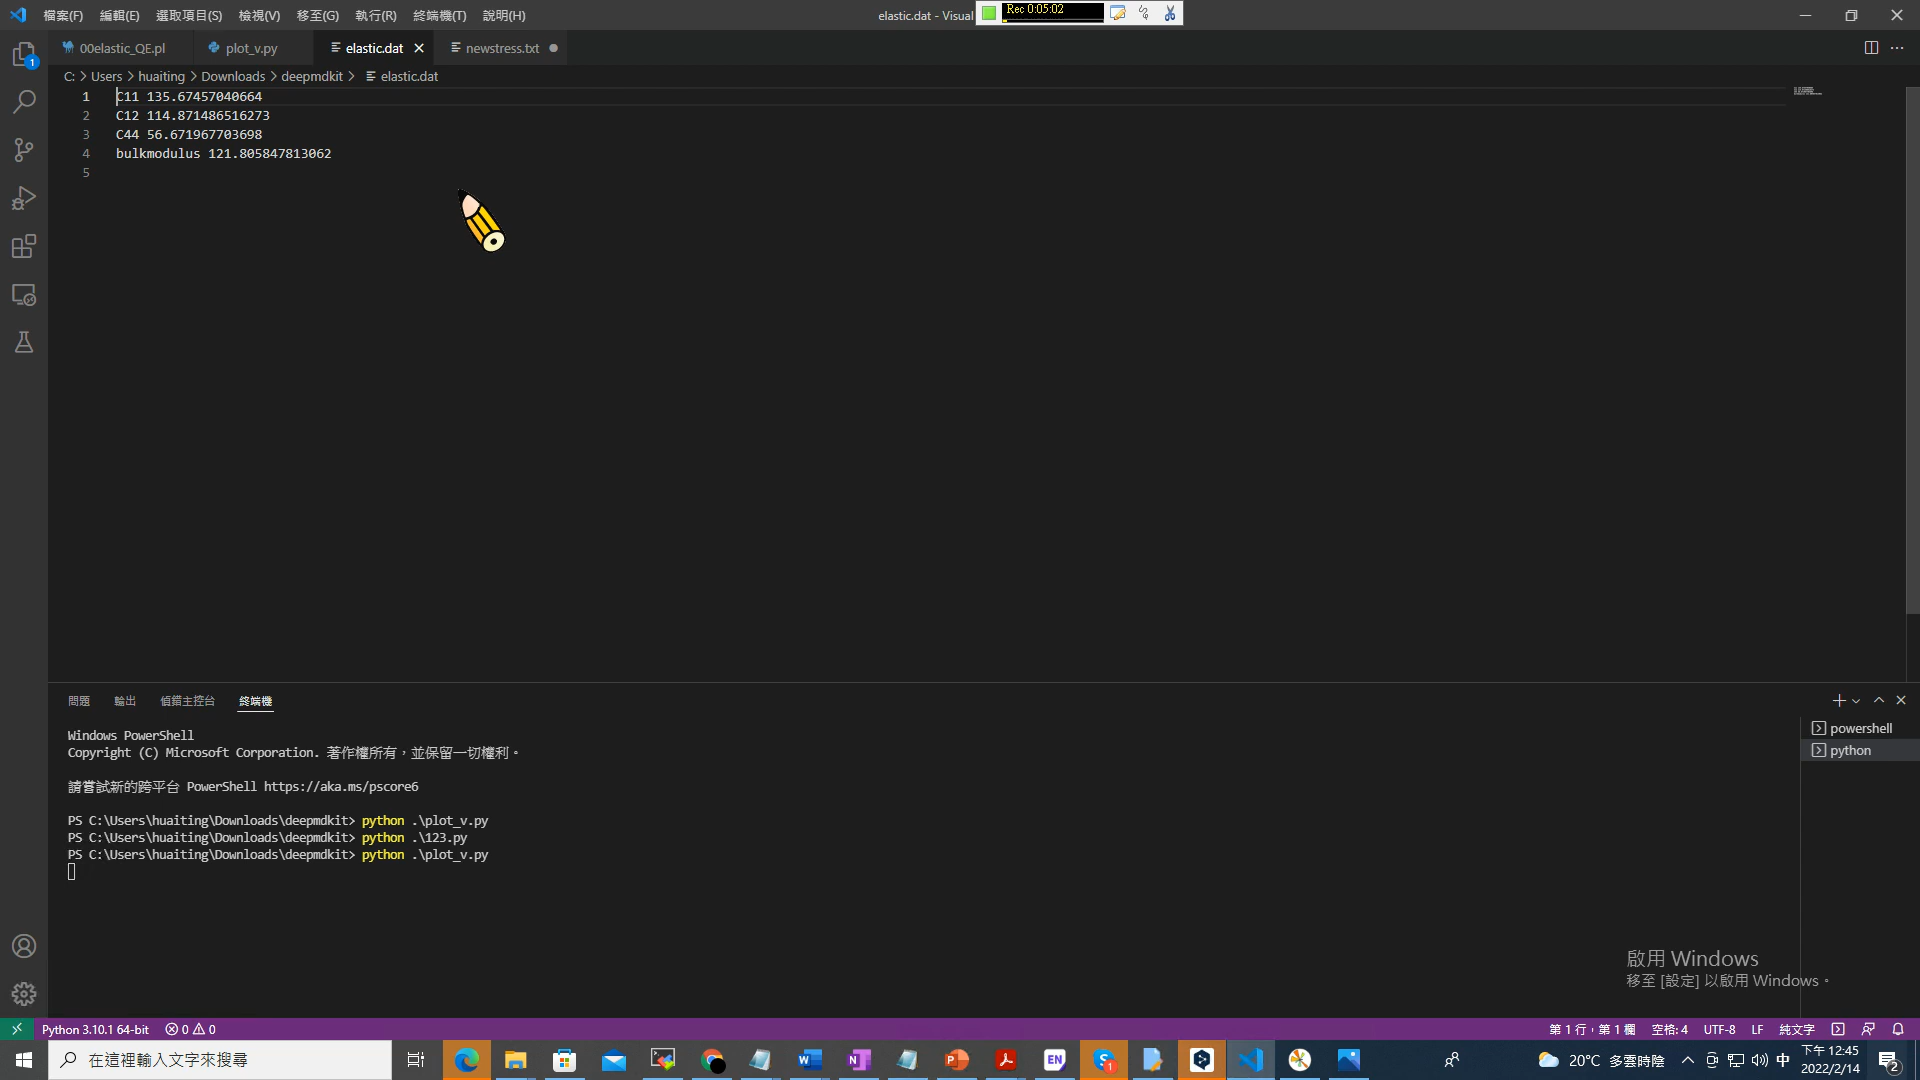 檔案(F) 編輯(E) 選取項目(S) 檢視(V) 移至(G) 執行(R) 終端機(T) 說明(H)
elastic.dat - Visual
Rec 0:05:02
00elastic_QE.pl plot_v.py elastic.dat newstress.txt
1
C: > Users > huaiting > Downloads > deepmdkit > elastic.dat
1 C11 135.67457040664
2 C12 114.871486516273
3 C44 56.671967703698
4 bulkmodulus 121.805847813062
5
問題 輸出 偵錯主控台 終端機
Windows PowerShell
Copyright (C) Microsoft Corporation. 著作權所有，並保留一切權利。
請嘗試新的跨平台 PowerShell https://aka.ms/pscore6
PS C:\Users\huaiting\Downloads\deepmdkit> python .\plot_v.py
PS C:\Users\huaiting\Downloads\deepmdkit> python .\123.py
PS C:\Users\huaiting\Downloads\deepmdkit> python .\plot_v.py
powershell
python
啟用 Windows
移至 [設定] 以啟用 Windows。
Python 3.10.1 64-bit 0 0 第 1 行，第 1 欄 空格: 4 UTF-8 LF 純文字
在這裡輸入文字來搜尋
EN
1
20°C 多雲時陰
中
下午 12:45
2022/2/14
2